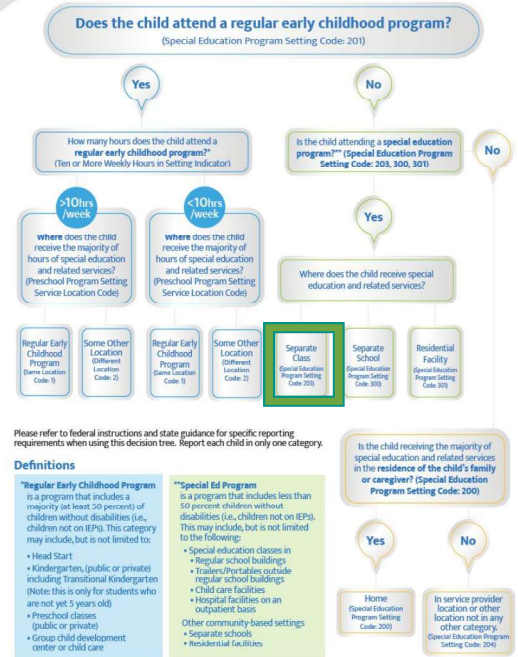 Does the child attend a regular early childhood program?
(Special Education Program Setting Code: 201)
Yes
No
How many hours does the child attend a
regular early childhood program?*
(Ten or More Weekly Hours in Setting Indicator)
Is the child attending a special education
program?** (Special Education Program
Setting Code: 203, 300, 301)
No
>10hrs
/week
<10hrs
/week
Yes
Where does the child
receive the majority of
hours of special education
and related services?
(Preschool Program Setting
Service Location Code)
Where does the child
receive the majority of
hours of special education
and related services?
(Preschool Program Setting
Service Location Code)
Where does the child receive special
education and related services?
Regular Early
Childhood
Program
(Same Location
Code: 1)
Some Other
Location
(Different
Location
Code: 2)
Regular Early
Childhood
Program
(Same Location
Code: 1)
Some Other
Location
(Different
Location
Code: 2)
Separate
Class
(Special Education
Program Setting
Code: 203)
Separate
School
(Special Education
Program Setting
Code: 300)
Residential
Facility
(Special Education
Program Setting
Code: 301)
Please refer to federal instructions and state guidance for specific reporting
requirements when using this decision tree. Report each child in only one category.
Is the child receiving the majority of
special education and related services
in the residence of the child's family
or caregiver? (Special Education
Program Setting Code: 200)
Definitions
*Regular Early Childhood Program
is a program that includes a
majority (at least 50 percent) of
children without disabilities (i.e.,
children not on IEPs). This category
may include, but is not limited to:
• Head Start
• Kindergarten, (public or private)
including Transitional Kindergarten
(Note: this is only for students who
are not yet 5 years old)
• Preschool classes
(public or private)
• Group child development
center or child care
**Special Ed Program
is a program that includes less than
50 percent children without
disabilities (i.e., children not on IEPs).
This may include, but is not limited
to the following:
• Special education classes in
• Regular school buildings
• Trailers/Portables outside
regular school buildings
• Child care facilities
• Hospital facilities on an
outpatient basis
Other community-based settings
• Separate schools
• Residential facilities
Yes
No
Home
(Special Education
Program Setting
Code: 200)
In service provider
location or other
location not in any
other category.
(Special Education Program
Setting Code: 204)